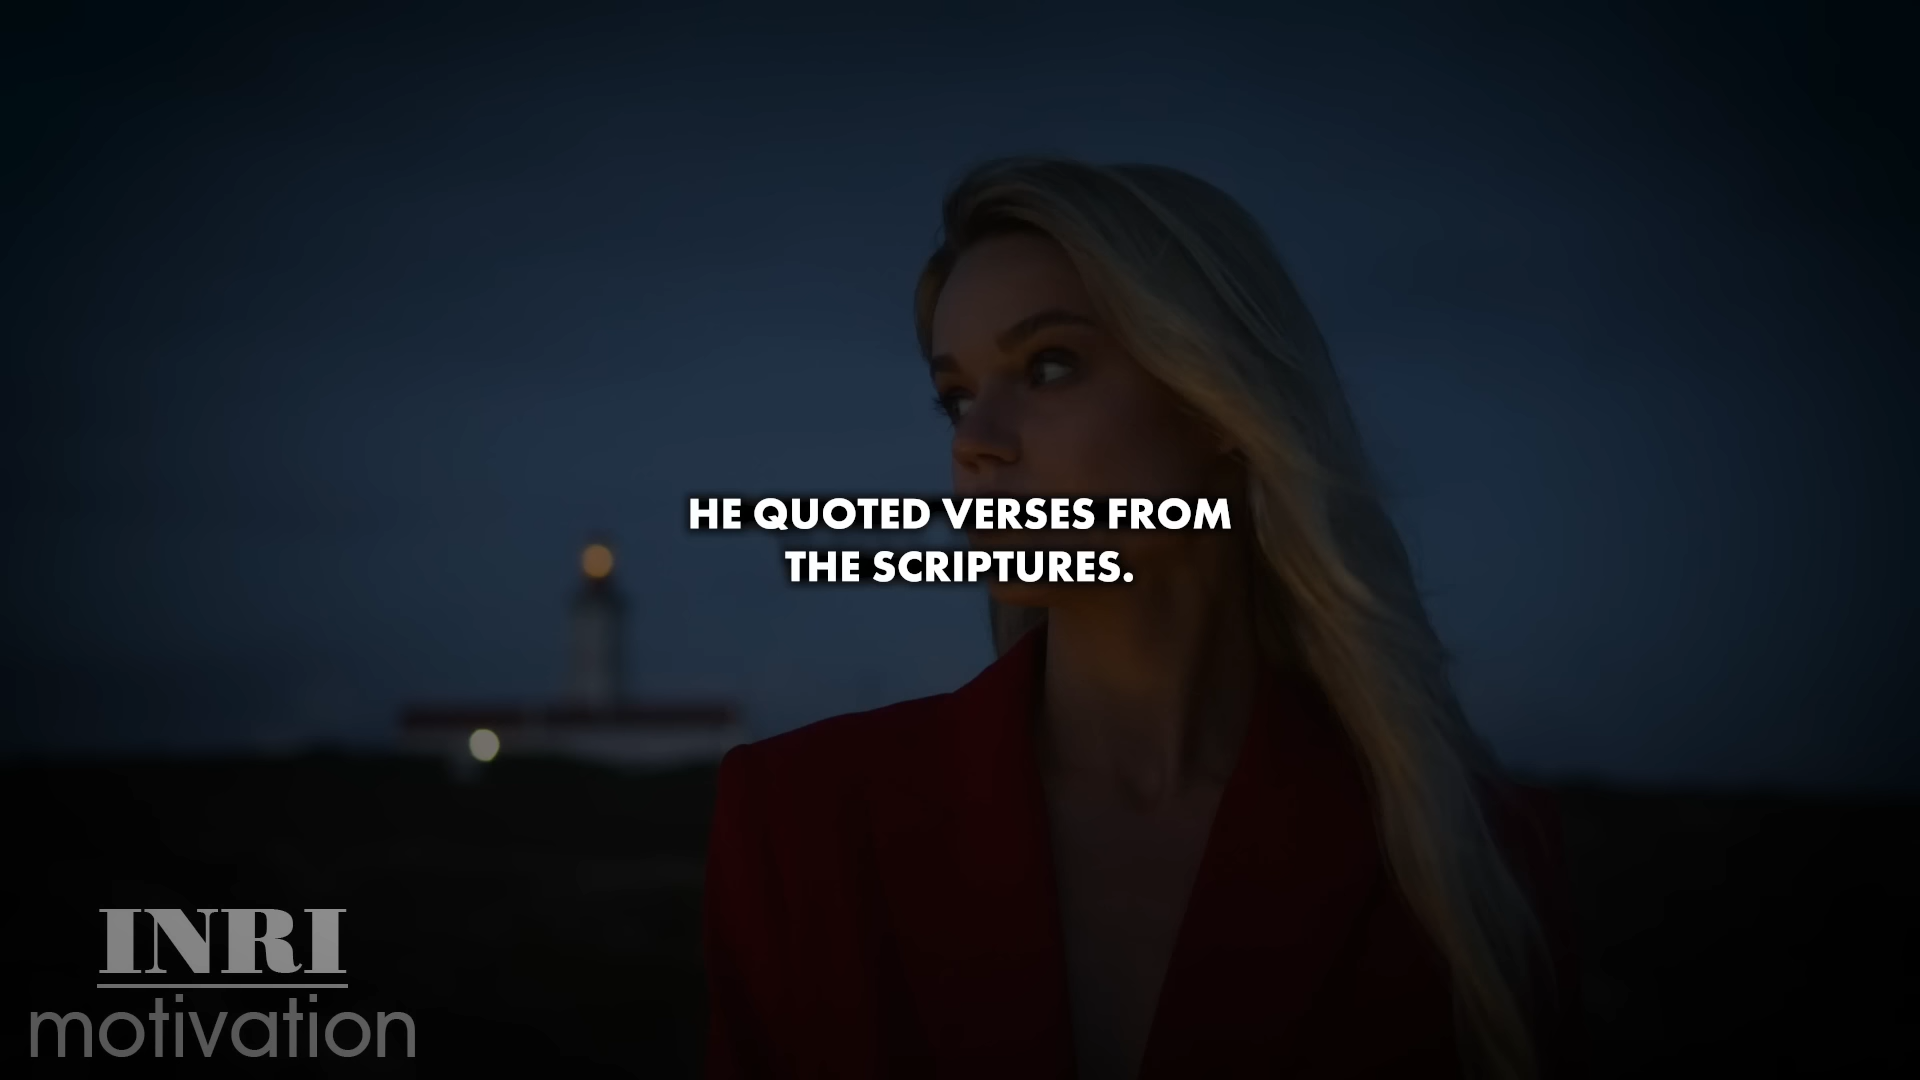 HE QUOTED VERSES FROM
THE SCRIPTURES.
INRI
motivation